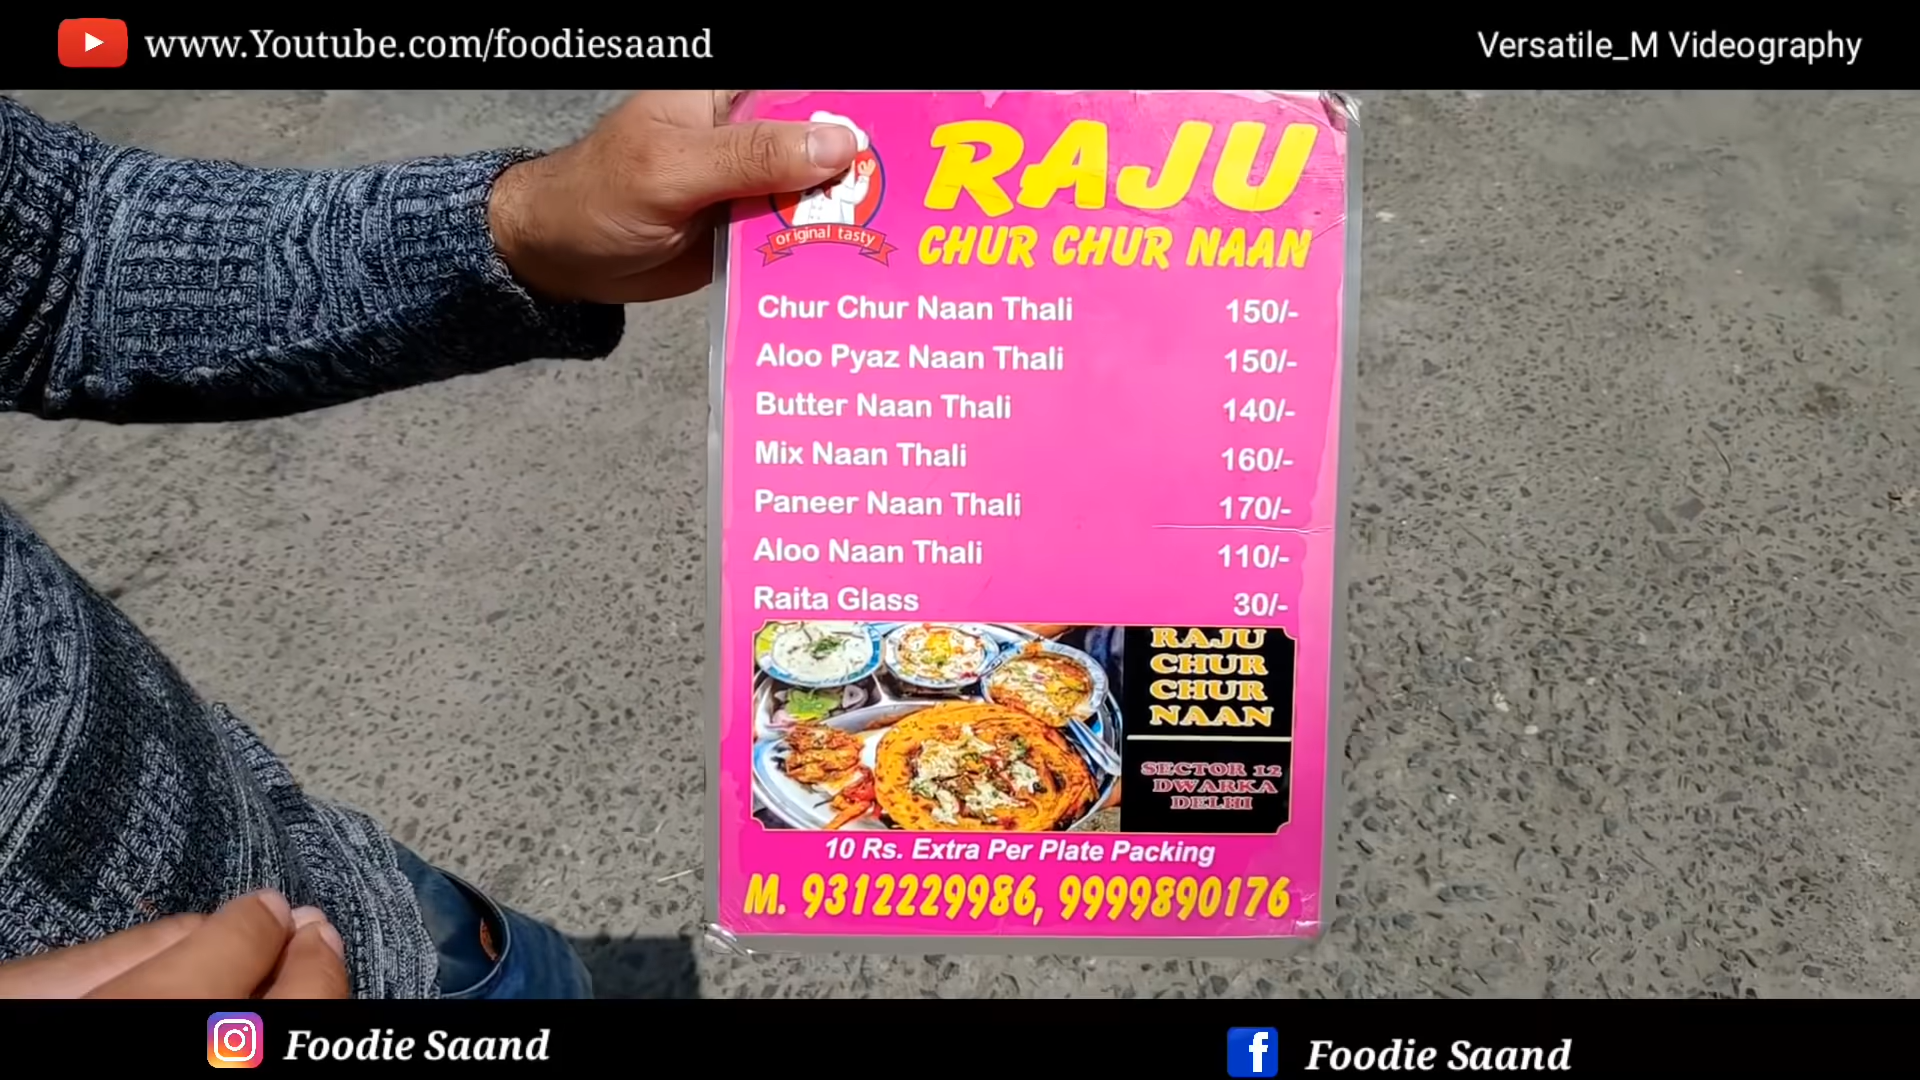 www.Youtube.com/foodiesaand
Versatile_M Videography
original tasty
RAJU
CHUR CHUR NAAN
Chur Chur Naan Thali 150/-
Aloo Pyaz Naan Thali 150/-
Butter Naan Thali 140/-
Mix Naan Thali 160/-
Paneer Naan Thali 170/-
Aloo Naan Thali 110/-
Raita Glass 30/-
RAJU
CHUR
CHUR
NAAN
SECTOR 12
DWARKA
DELHI
10 Rs. Extra Per Plate Packing
M. 9312229986, 9999890176
Foodie Saand
Foodie Saand